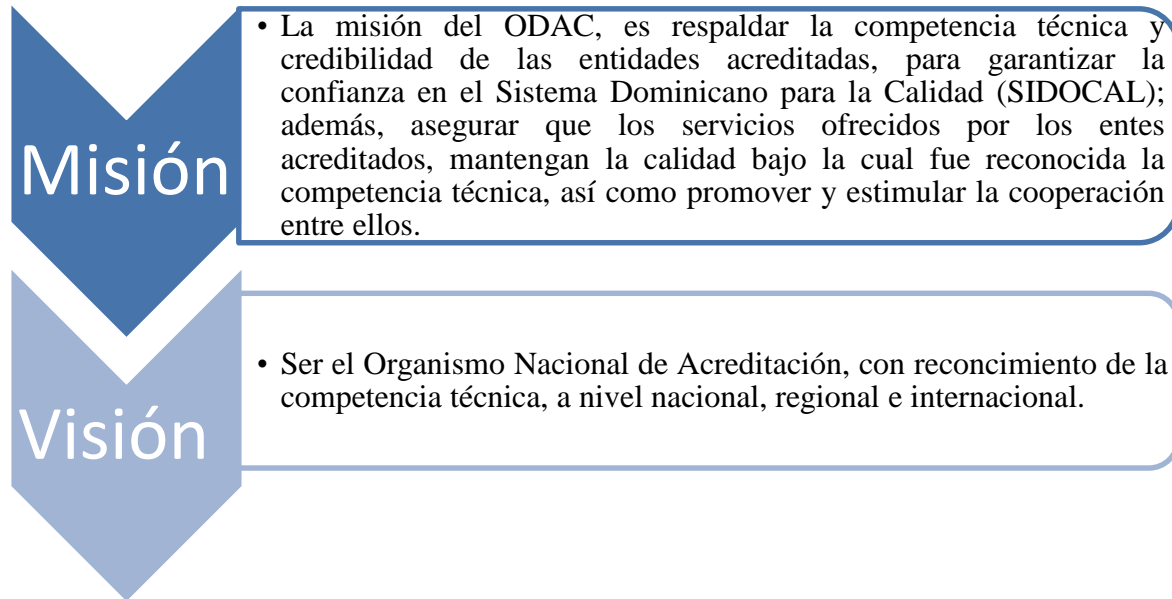 Misión
• La misión del ODAC, es respaldar la competencia técnica y
credibilidad de las entidades acreditadas, para garantizar la
confianza en el Sistema Dominicano para la Calidad (SIDOCAL);
además, asegurar que los servicios ofrecidos por los entes
acreditados, mantengan la calidad bajo la cual fue reconocida la
competencia técnica, así como promover y estimular la cooperación
entre ellos.
Visión
• Ser el Organismo Nacional de Acreditación, con reconcimiento de la
competencia técnica, a nivel nacional, regional e internacional.